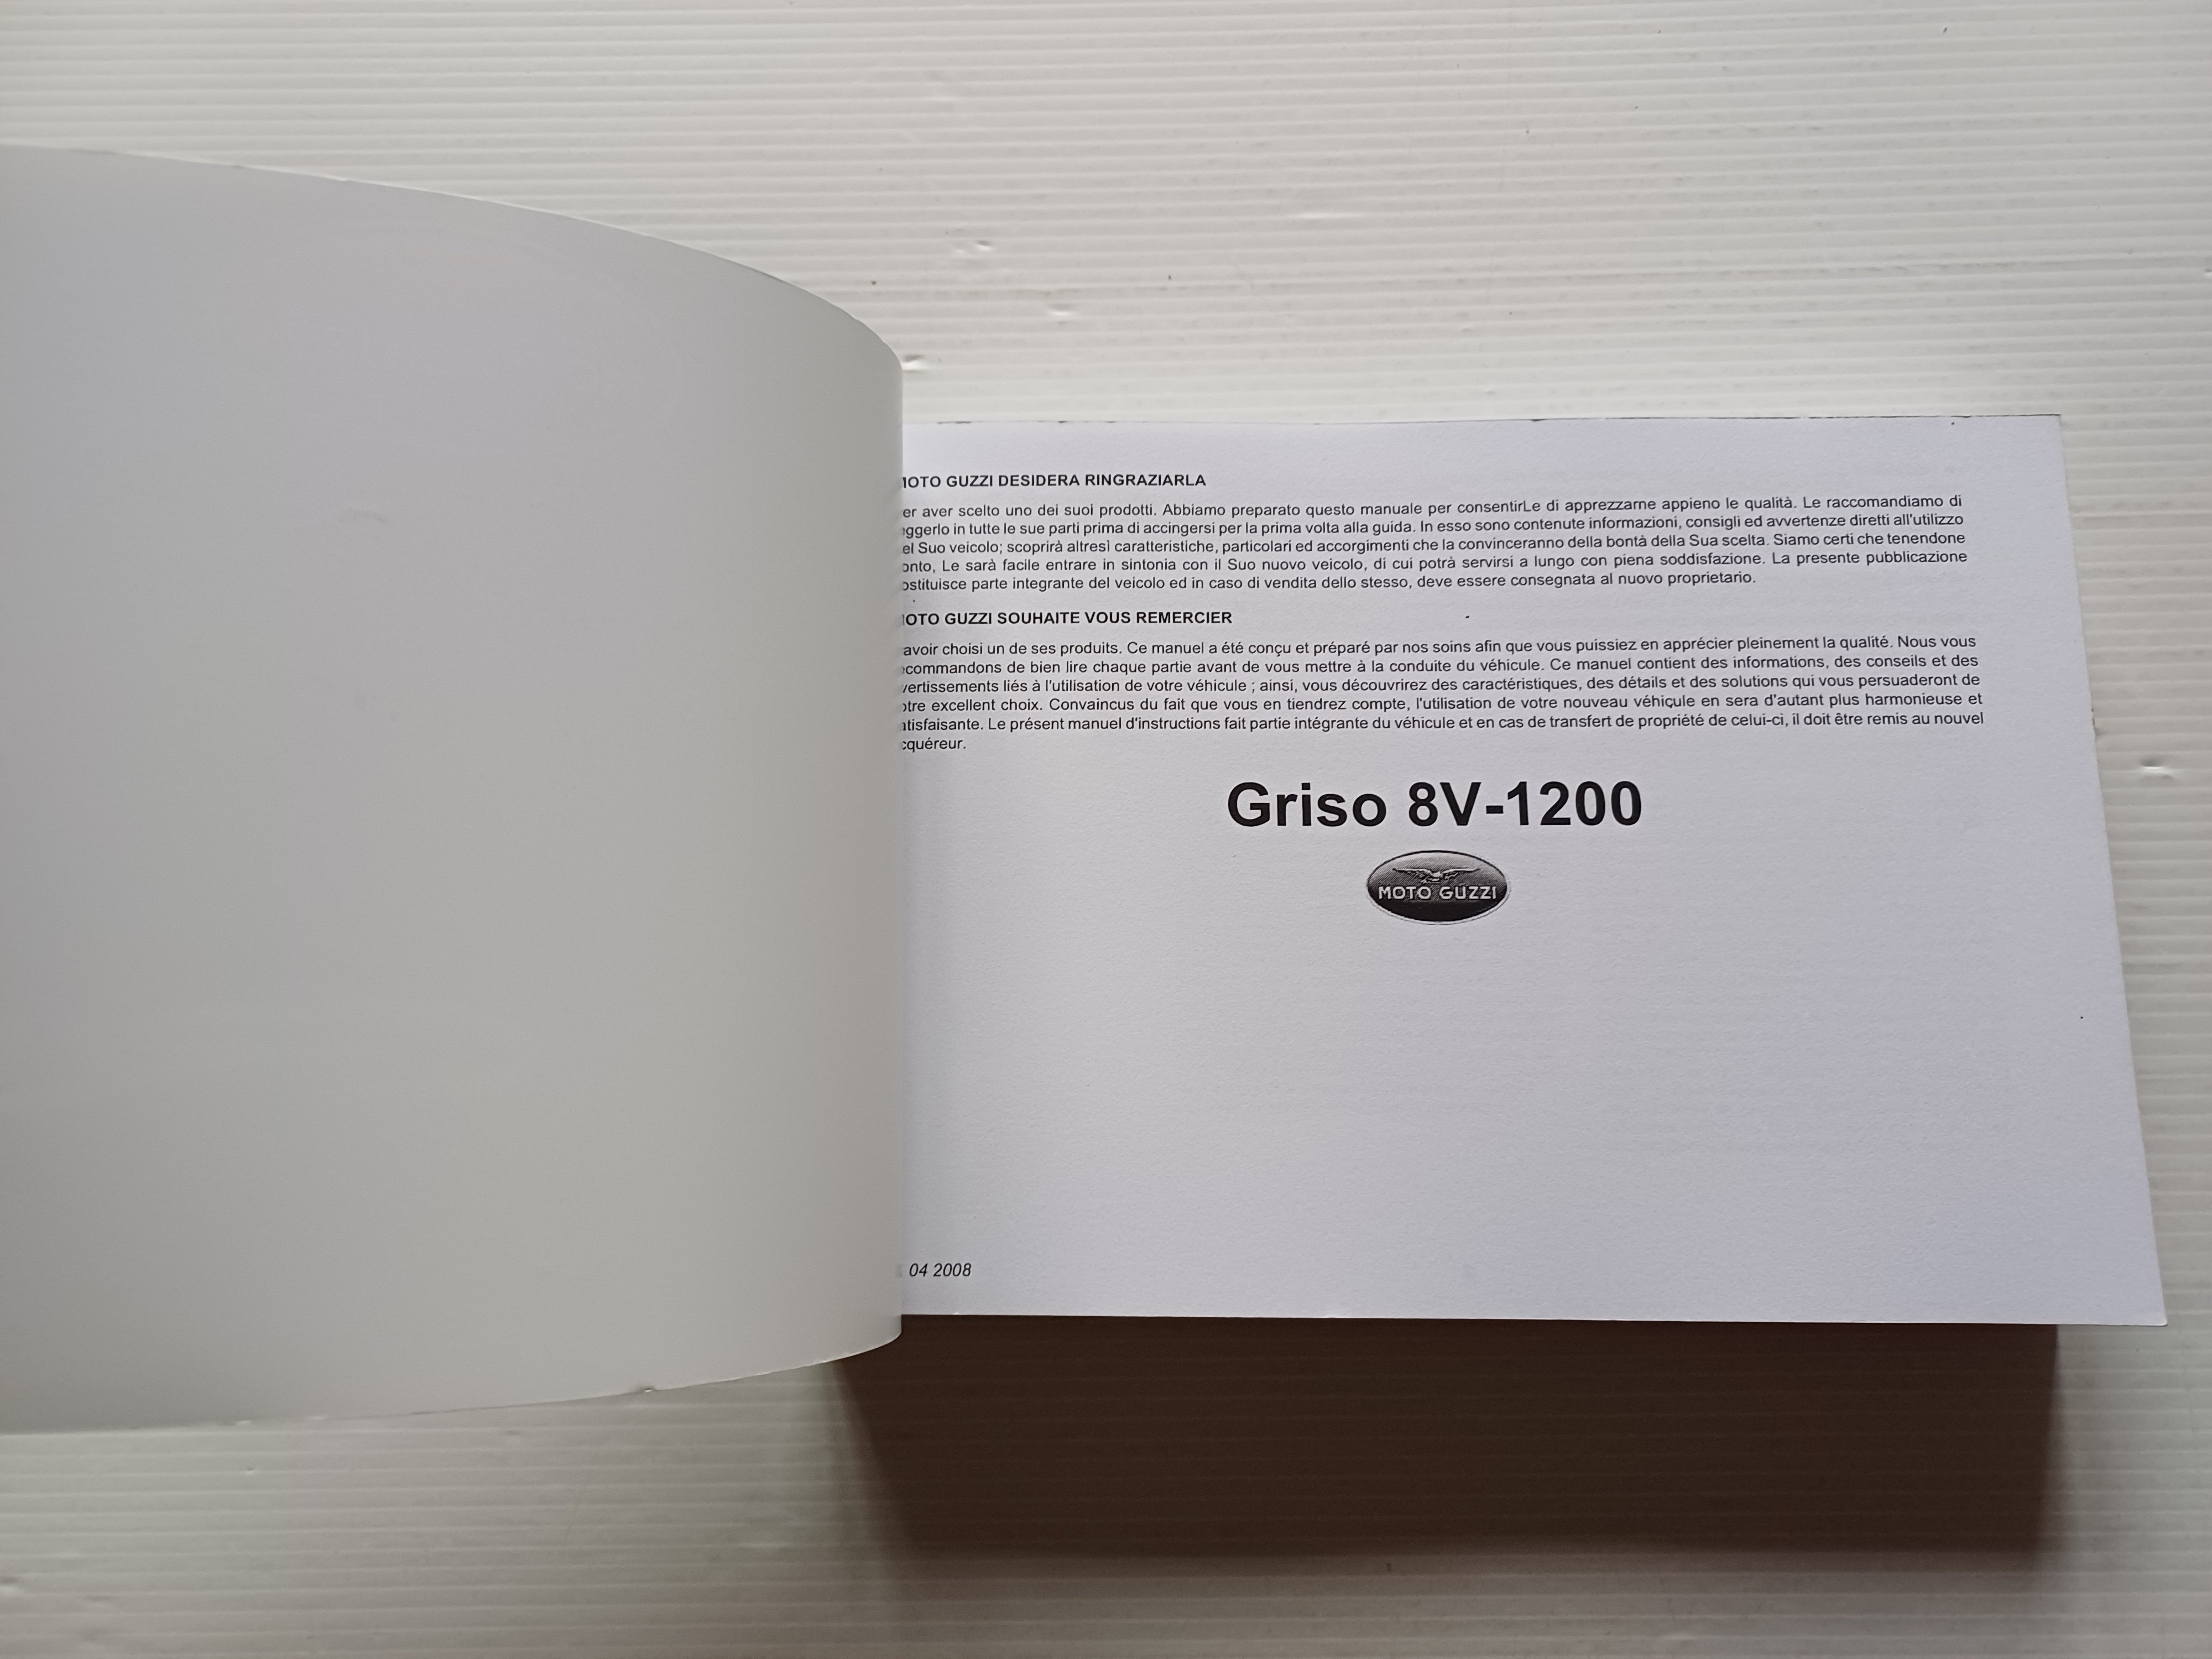 MOTO GUZZI DESIDERA RINGRAZIARLA
er aver scelto uno dei suoi prodotti. Abbiamo preparato questo manuale per consentirLe di apprezzarne appieno le qualità. Le raccomandiamo di
ggerlo in tutte le sue parti prima di accingersi per la prima volta alla guida. In esso sono contenute informazioni, consigli ed avvertenze diretti all'utilizzo
el Suo veicolo; scoprirà altresì caratteristiche, particolari ed accorgimenti che la convinceranno della bontà della Sua scelta. Siamo certi che tenendone
onto, Le sarà facile entrare in sintonia con il Suo nuovo veicolo, di cui potrà servirsi a lungo con piena soddisfazione. La presente pubblicazione
ostituisce parte integrante del veicolo ed in caso di vendita dello stesso, deve essere consegnata al nuovo proprietario.
OTO GUZZI SOUHAITE VOUS REMERCIER
avoir choisi un de ses produits. Ce manuel a été conçu et préparé par nos soins afin que vous puissiez en apprécier pleinement la qualité. Nous vous
commandons de bien lire chaque partie avant de vous mettre à la conduite du véhicule. Ce manuel contient des informations, des conseils et des
vertissements liés à l'utilisation de votre véhicule ; ainsi, vous découvrirez des caractéristiques, des détails et des solutions qui vous persuaderont de
otre excellent choix. Convaincus du fait que vous en tiendrez compte, l'utilisation de votre nouveau véhicule en sera d'autant plus harmonieuse et
atisfaisante. Le présent manuel d'instructions fait partie intégrante du véhicule et en cas de transfert de propriété de celui-ci, il doit être remis au nouvel
cquéreur.
Griso 8V-1200
MOTO GUZZI
04 2008